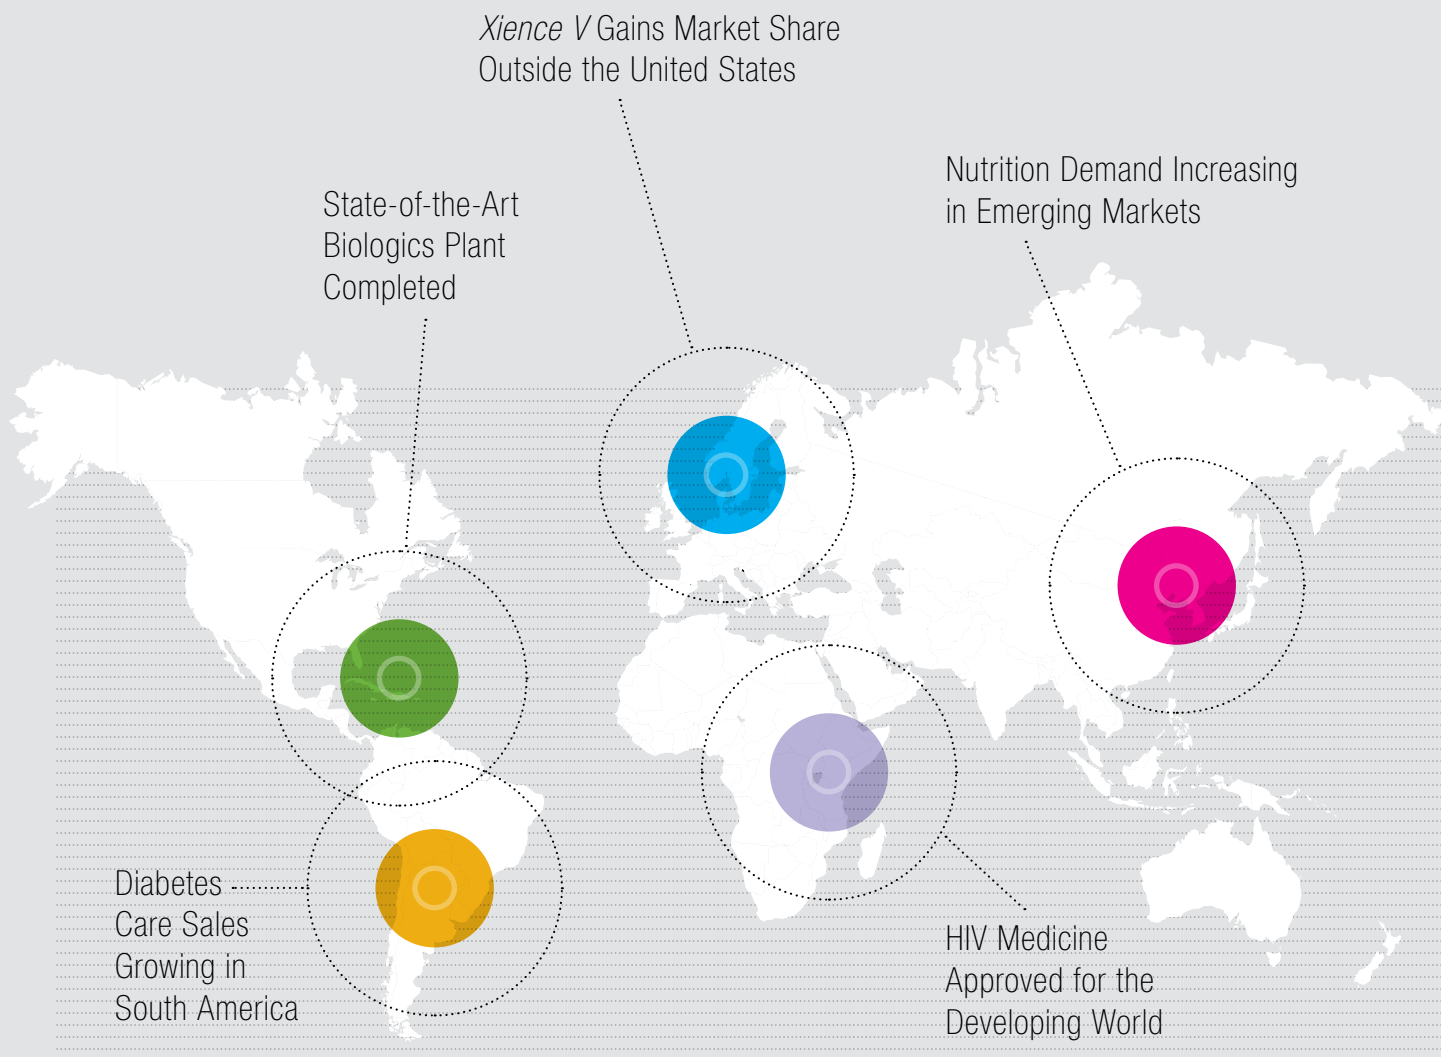 Xience V Gains Market Share
Outside the United States
Nutrition Demand Increasing
in Emerging Markets
State-of-the-Art
Biologics Plant
Completed
Diabetes
Care Sales
Growing in
South America
HIV Medicine
Approved for the
Developing World